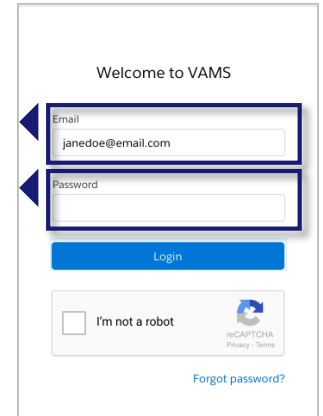 Welcome to VAMS
Email
janedoe@email.com
Password
Login
I'm not a robot
reCAPTCHA
Privacy - Terms
Forgot password?